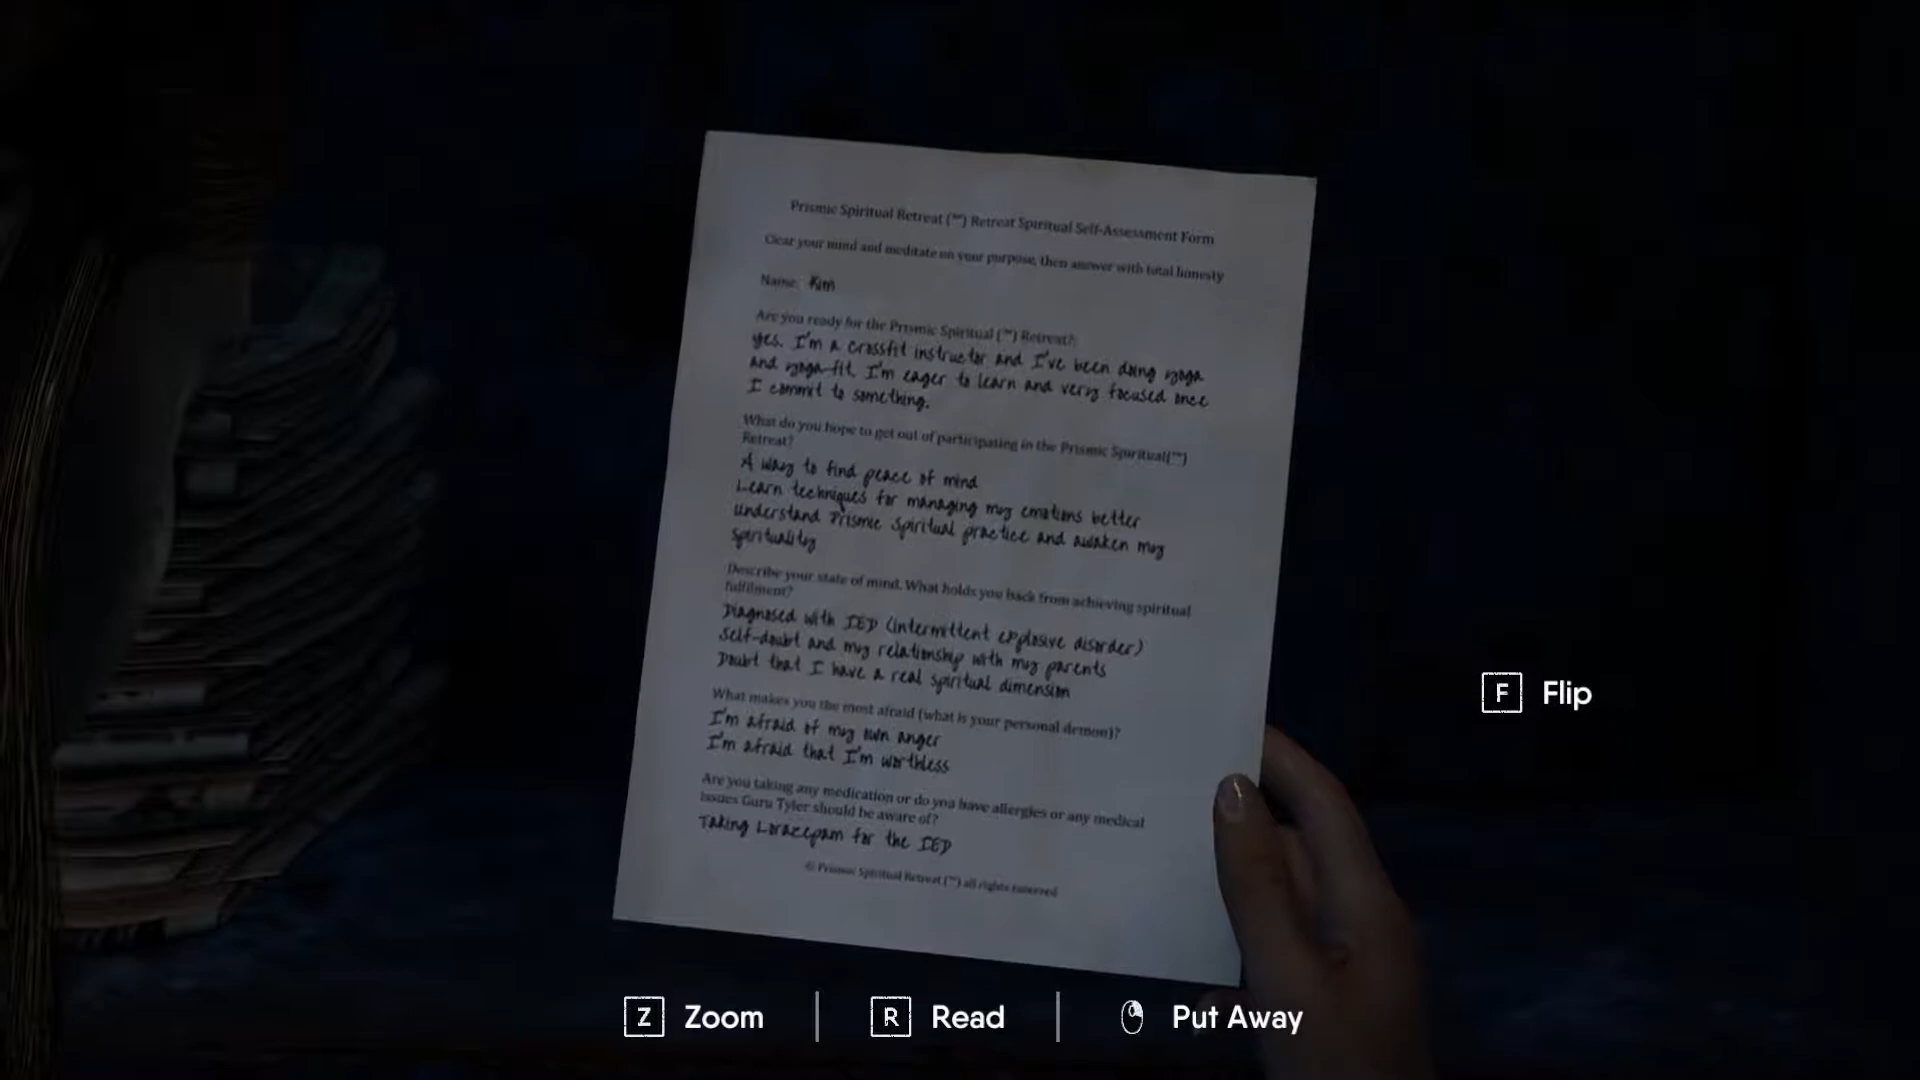 Prismic Spiritual Retreat (™) Retreat Spiritual Self-Assessment Form
Clear your mind and meditate on your purpose, then answer with total honesty
Name: Kim
Are you ready for the Prismic Spiritual (™) Retreat?:
yes. I'm a crossfit instructor and I've been doing yoga
and yoga-fit. I'm eager to learn and very focused once
I commit to something.
What do you hope to get out of participating in the Prismic Spiritual(™)
Retreat?
A way to find peace of mind
Learn techniques for managing my emotions better
Understand Prismic Spiritual practice and awaken my
spirituality
Describe your state of mind. What holds you back from achieving spiritual
fulfilment?
Diagnosed with IED (intermittent explosive disorder)
Self-doubt and my relationship with my parents
Doubt that I have a real spiritual dimension
What makes you the most afraid (what is your personal demon)?
I'm afraid of my own anger
I'm afraid that I'm worthless
Are you taking any medication or do you have allergies or any medical
issues Guru Tyler should be aware of?
Taking Lorazepam for the IED
© Prismic Spiritual Retreat (™) all rights reserved
F Flip
Z Zoom
R Read
Put Away